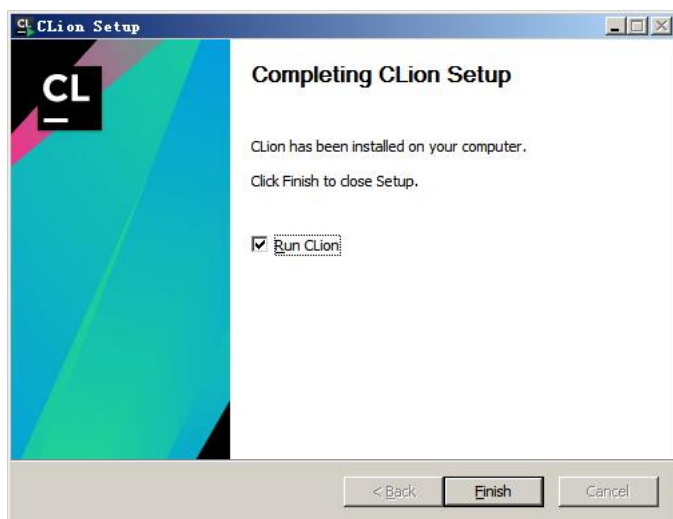 CLion Setup
CL
Completing CLion Setup
CLion has been installed on your computer.
Click Finish to close Setup.
Run CLion
< Back
Finish
Cancel